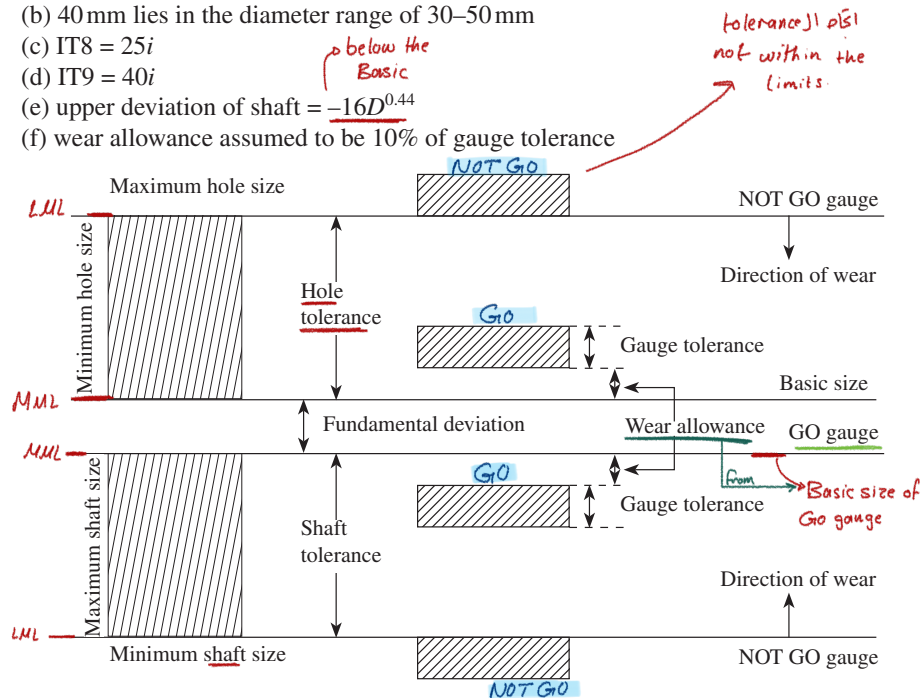 (b) 40 mm lies in the diameter range of 30–50 mm
(c) IT8 = 25i
(d) IT9 = 40i
(e) upper deviation of shaft = –16D^0.44
(f) wear allowance assumed to be 10% of gauge tolerance
below the
Basic
not within the
limits.
NOT GO
Maximum hole size
NOT GO gauge
LML
Minimum hole size
Direction of wear
Hole
tolerance
GO
Gauge tolerance
Basic size
MML
Fundamental deviation
Wear allowance
GO gauge
MML
GO
from
Basic size of
Go gauge
Gauge tolerance
Maximum shaft size
Shaft
tolerance
Direction of wear
LML
Minimum shaft size
NOT GO gauge
NOT GO